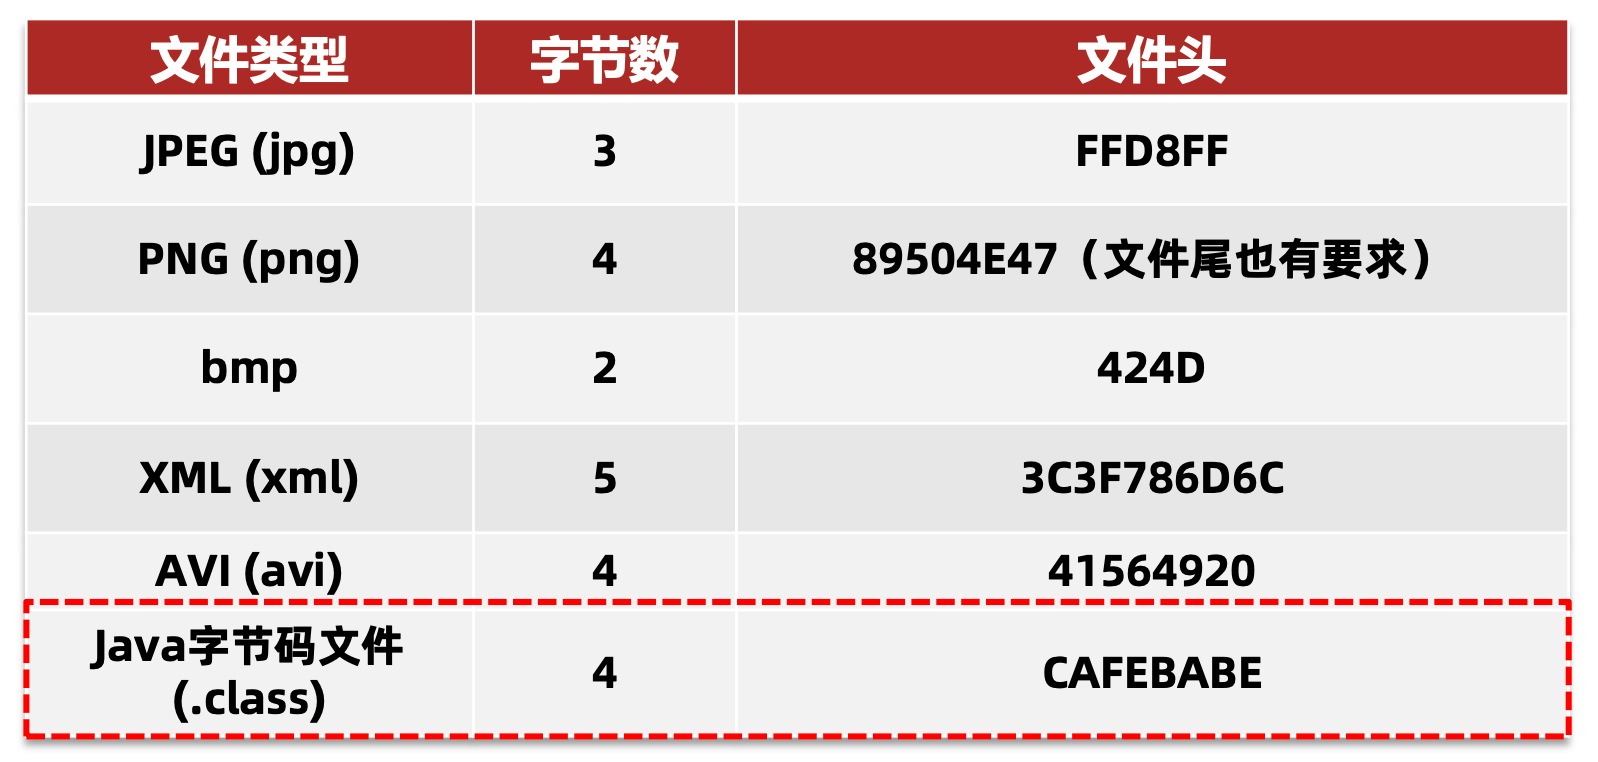 文件类型 字节数 文件头
JPEG (jpg) 3 FFD8FF
PNG (png) 4 89504E47（文件尾也有要求）
bmp 2 424D
XML (xml) 5 3C3F786D6C
AVI (avi) 4 41564920
Java字节码文件
(.class) 4 CAFEBABE